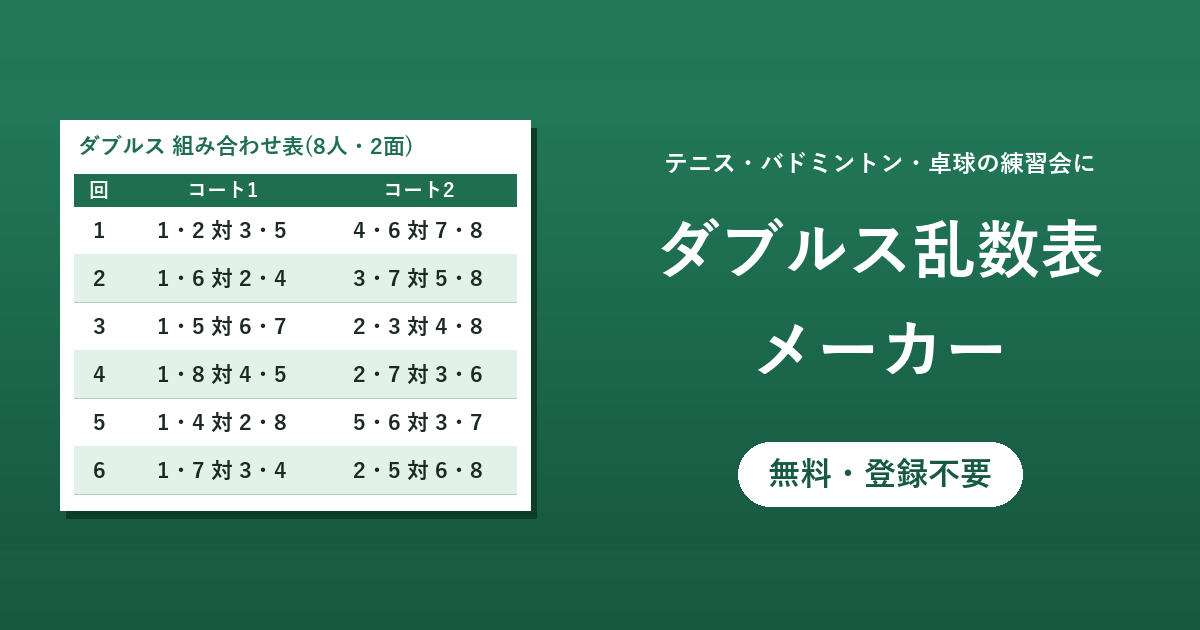 ダブルス 組み合わせ表(8人・2面)
回 コート1 コート2
1 1・2 対 3・5 4・6 対 7・8
2 1・6 対 2・4 3・7 対 5・8
3 1・5 対 6・7 2・3 対 4・8
4 1・8 対 4・5 2・7 対 3・6
5 1・4 対 2・8 5・6 対 3・7
6 1・7 対 3・4 2・5 対 6・8
テニス・バドミントン・卓球の練習会に
ダブルス乱数表
メーカー
無料・登録不要